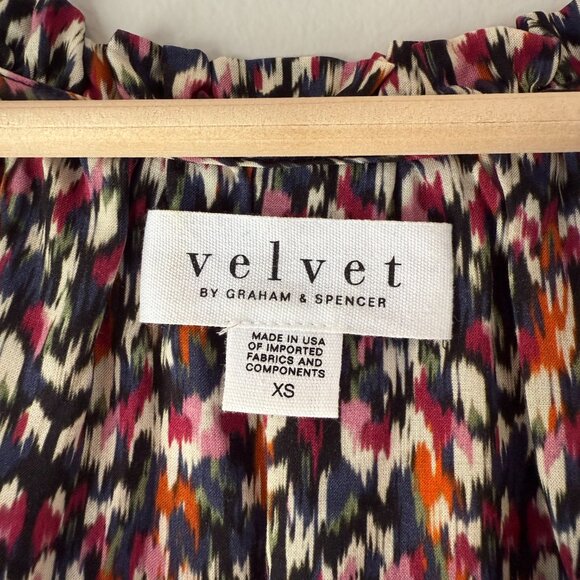 velvet
BY GRAHAM & SPENCER
MADE IN USA
OF IMPORTED
FABRICS AND
COMPONENTS
XS